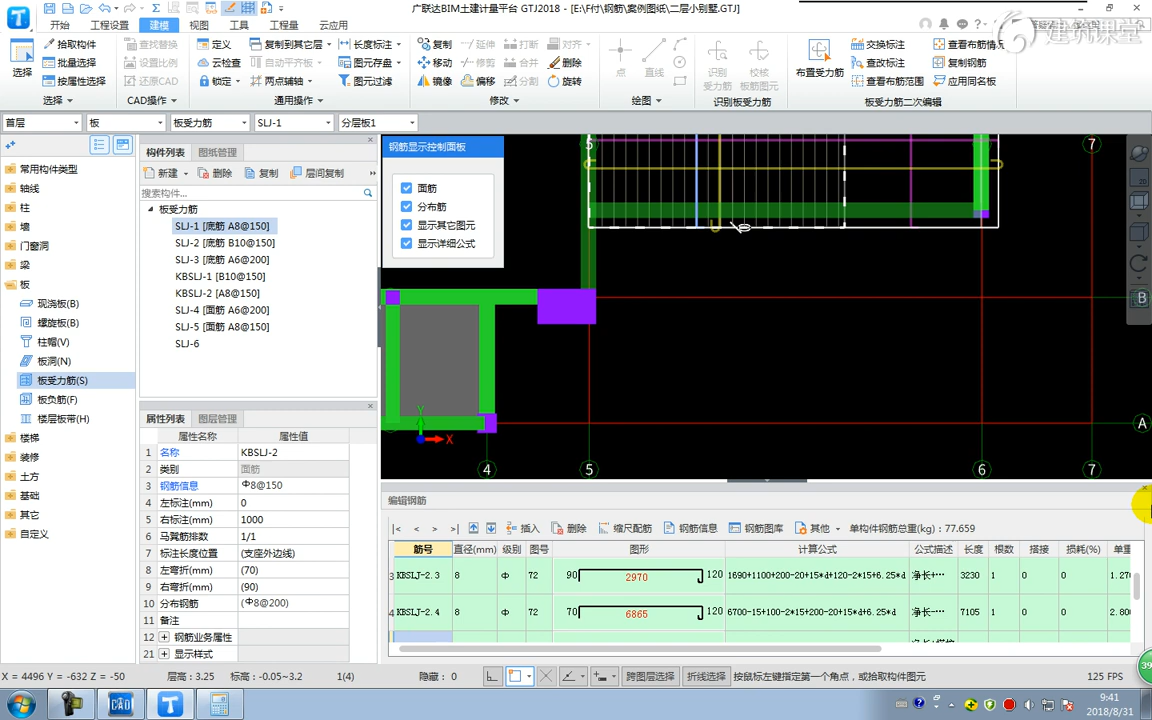 广联达BIM土建计量平台 GTJ2018 - [E:\F付\钢筋\案例图纸\二层小别墅.GTJ]
开始 工程设置 建模 视图 工具 工程量 云应用
建筑课堂
选择
拾取构件
批量选择
按属性选择
选择
查找替换
设置比例
还原CAD
CAD操作
定义
云检查
锁定
复制到其它层
自动平齐板
两点辅轴
长度标注
图元存盘
图元过滤
通用操作
复制 延伸 打断 对齐
移动 修剪 合并 删除
镜像 偏移 分割 旋转
修改
点 直线
绘图
识别
受力筋
校核
板筋图元
识别板受力筋
布置受力筋
交换标注
查改标注
查看布筋范围
查看布筋情况
复制钢筋
应用同名板
板受力筋二次编辑
首层 板 板受力筋 SLJ-1 分层板1
常用构件类型
轴线
柱
墙
门窗洞
梁
板
现浇板(B)
螺旋板(B)
柱帽(V)
板洞(N)
板受力筋(S)
板负筋(F)
楼层板带(H)
楼梯
装修
土方
基础
其它
自定义
构件列表 图纸管理
新建 删除 复制 层间复制 »
搜索构件...
板受力筋
SLJ-1 [底筋 A8@150]
SLJ-2 [底筋 B10@150]
SLJ-3 [底筋 A6@200]
KBSLJ-1 [B10@150]
KBSLJ-2 [A8@150]
SLJ-4 [面筋 A6@200]
SLJ-5 [面筋 A8@150]
SLJ-6
属性列表 图层管理
属性名称 属性值
1 名称 KBSLJ-2
2 类别 面筋
3 钢筋信息 Φ8@150
4 左标注(mm) 0
5 右标注(mm) 1000
6 马凳筋排数 1/1
7 标注长度位置 (支座外边线)
8 左弯折(mm) (70)
9 右弯折(mm) (90)
10 分布钢筋 (Φ8@200)
11 备注
12 钢筋业务属性
21 显示样式
钢筋显示控制面板
面筋
分布筋
显示其它图元
显示详细公式
5 7
B
A
Y
X
4 5 6 7
编辑钢筋
|< < > >| 插入 删除 缩尺配筋 钢筋信息 钢筋图库 其他 单构件钢筋总重(kg)：77.659
筋号 直径(mm) 级别 图号 图形 计算公式 公式描述 长度 根数 搭接 损耗(%) 单重
3 KBSLJ-2.3 8 Φ 72 90 2970 120 1690+1100+200-20+15*d+120-2*15+6.25*d 净长+… 3230 1 0 0 1.27
4 KBSLJ-2.4 8 Φ 72 70 6865 120 6700-15+100-2*15+200-20+15*d+6.25*d 净长-… 7105 1 0 0 2.80
X = 4496 Y = -632 Z = -50 层高：3.25 标高：-0.05~3.2 1(4) 隐藏：0 跨图层选择 折线选择 按鼠标左键指定第一个角点，或拾取构件图元 125 FPS
39
9:41
2018/8/31